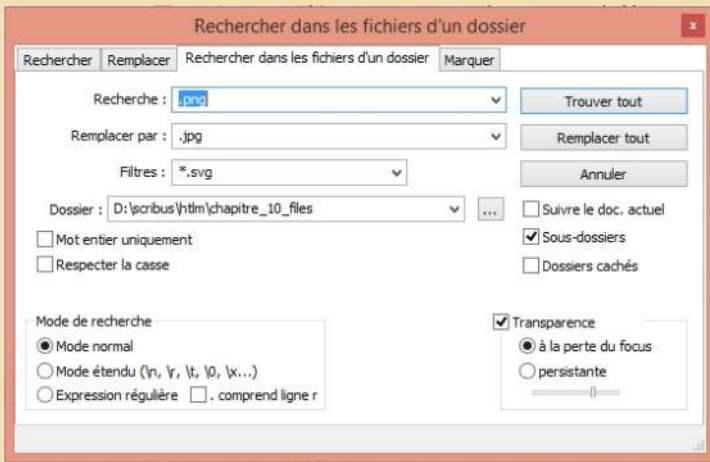 Rechercher dans les fichiers d'un dossier
x
Rechercher Remplacer Rechercher dans les fichiers d'un dossier Marquer
Recherche : .png Trouver tout
Remplacer par : .jpg Remplacer tout
Filtres : *.svg Annuler
Dossier : D:\scribus\htlm\chapitre_10_files ... Suivre le doc. actuel
Mot entier uniquement Sous-dossiers
Respecter la casse Dossiers cachés
Mode de recherche Transparence
Mode normal à la perte du focus
Mode étendu (\n, \r, \t, \0, \x...) persistante
Expression régulière . comprend ligne r